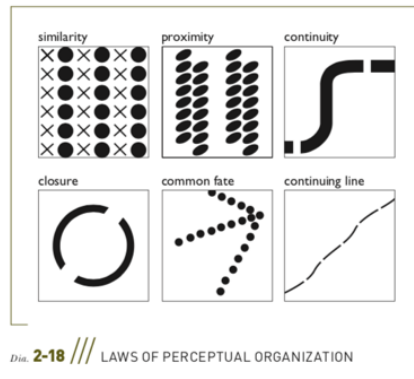 similarity proximity continuity
closure common fate continuing line
Dia. 2-18 /// LAWS OF PERCEPTUAL ORGANIZATION